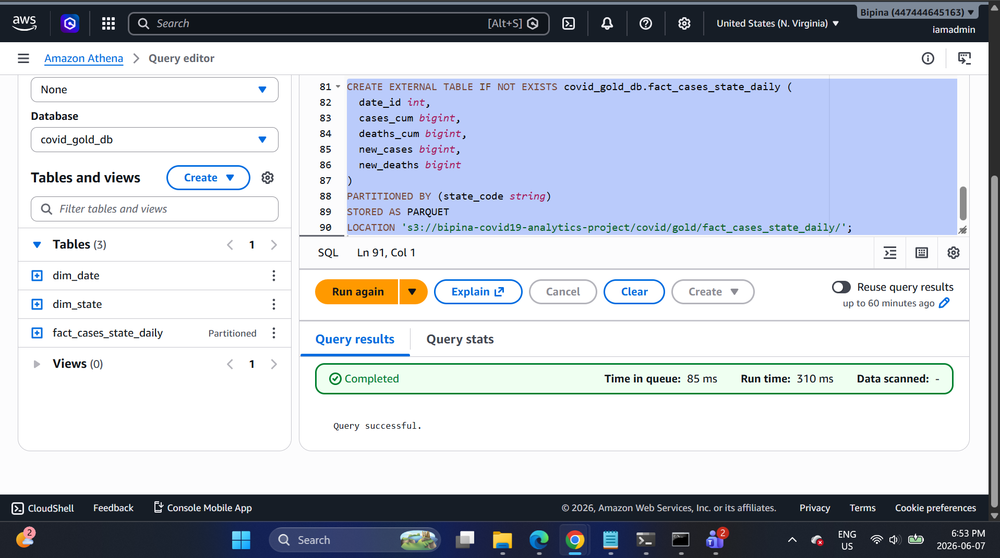 aws
Search
[Alt+S]
United States (N. Virginia)
Bipina (447444645163)
iamadmin
Amazon Athena
Query editor
None
Database
covid_gold_db
Tables and views
Create
Filter tables and views
Tables (3)
1
dim_date
dim_state
fact_cases_state_daily
Partitioned
Views (0)
1
81 CREATE EXTERNAL TABLE IF NOT EXISTS covid_gold_db.fact_cases_state_daily (
82 date_id int,
83 cases_cum bigint,
84 deaths_cum bigint,
85 new_cases bigint,
86 new_deaths bigint
87 )
88 PARTITIONED BY (state_code string)
89 STORED AS PARQUET
90 LOCATION 's3://bipina-covid19-analytics-project/covid/gold/fact_cases_state_daily/';
SQL
Ln 91, Col 1
Run again
Explain
Cancel
Clear
Create
Reuse query results
up to 60 minutes ago
Query results
Query stats
Completed
Time in queue: 85 ms
Run time: 310 ms
Data scanned: -
Query successful.
CloudShell
Feedback
Console Mobile App
© 2026, Amazon Web Services, Inc. or its affiliates.
Privacy
Terms
Cookie preferences
2
Search
2
T
ENG
US
6:53 PM
2026-06-07